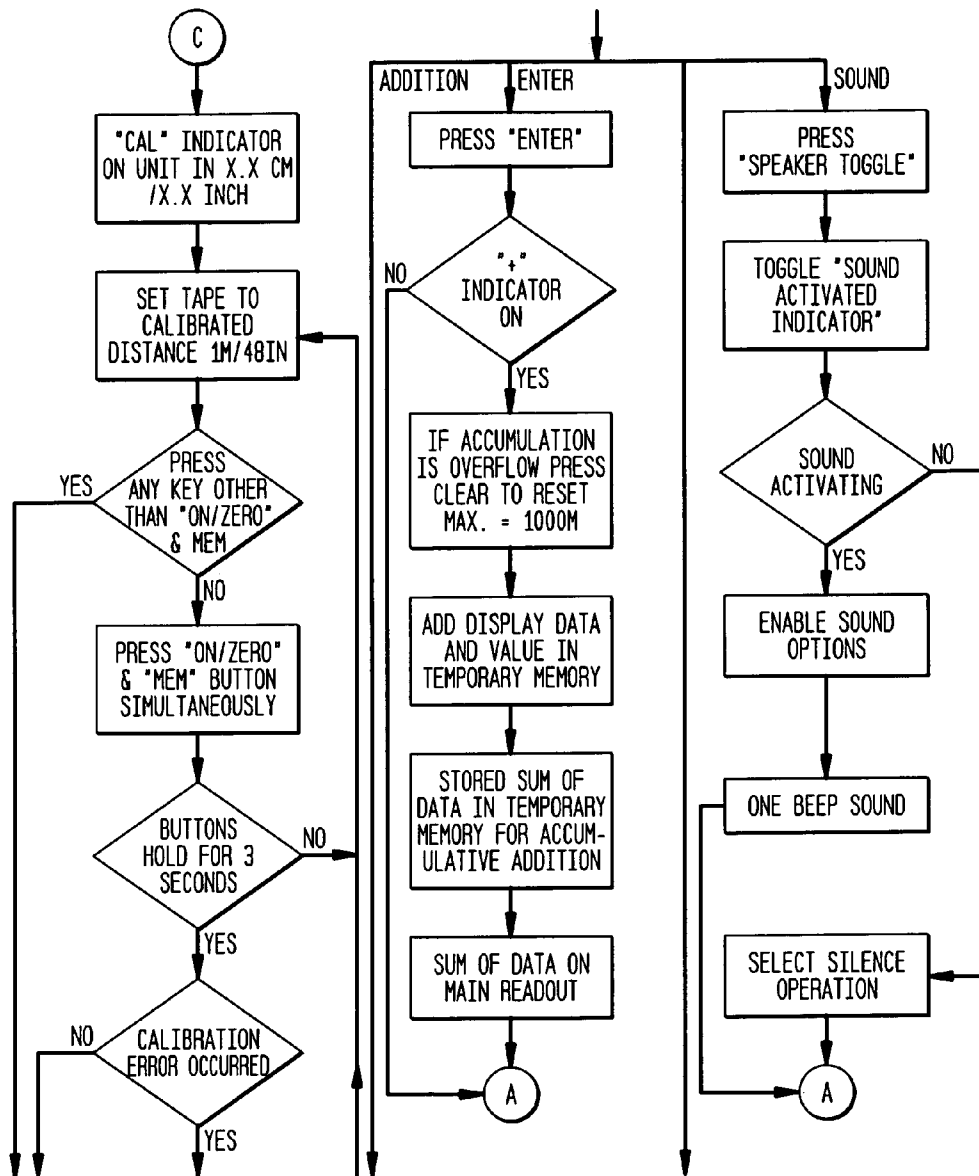 C
"CAL" INDICATOR
ON UNIT IN X.X CM
/X.X INCH
SET TAPE TO
CALIBRATED
DISTANCE 1M/48IN
YES
PRESS
ANY KEY OTHER
THAN "ON/ZERO"
& MEM
NO
PRESS "ON/ZERO"
& "MEM" BUTTON
SIMULTANEOUSLY
BUTTONS
HOLD FOR 3
SECONDS
NO
YES
NO
CALIBRATION
ERROR OCCURRED
YES
ADDITION
ENTER
PRESS "ENTER"
NO
"+"
INDICATOR
ON
YES
IF ACCUMULATION
IS OVERFLOW PRESS
CLEAR TO RESET
MAX. = 1000M
ADD DISPLAY DATA
AND VALUE IN
TEMPORARY MEMORY
STORED SUM OF
DATA IN TEMPORARY
MEMORY FOR ACCUM-
ULATIVE ADDITION
SUM OF DATA ON
MAIN READOUT
A
SOUND
PRESS
"SPEAKER TOGGLE"
TOGGLE "SOUND
ACTIVATED
INDICATOR"
SOUND
ACTIVATING
NO
YES
ENABLE SOUND
OPTIONS
ONE BEEP SOUND
SELECT SILENCE
OPERATION
A